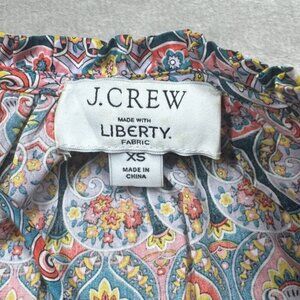 J.CREW
MADE WITH
LIBERTY.
FABRIC
XS
MADE IN
CHINA